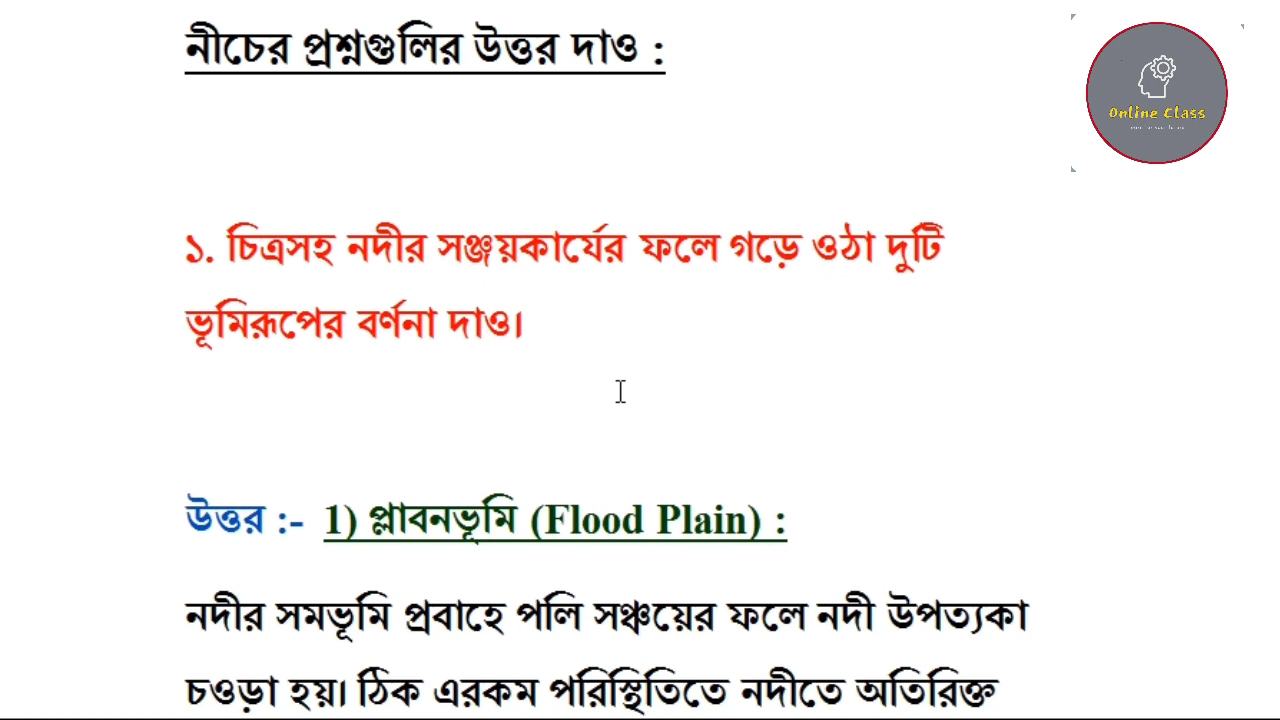 নীচের প্রশ্নগুলির উত্তর দাও :
Online Class
১. চিত্রসহ নদীর সঞ্জয়কার্যের ফলে গড়ে ওঠা দুটি
ভূমিরূপের বর্ণনা দাও।
উত্তর :- 1) প্লাবনভূমি (Flood Plain) :
নদীর সমভূমি প্রবাহে পলি সঞ্চয়ের ফলে নদী উপত্যকা
চওড়া হয়। ঠিক এরকম পরিস্থিতিতে নদীতে অতিরিক্ত